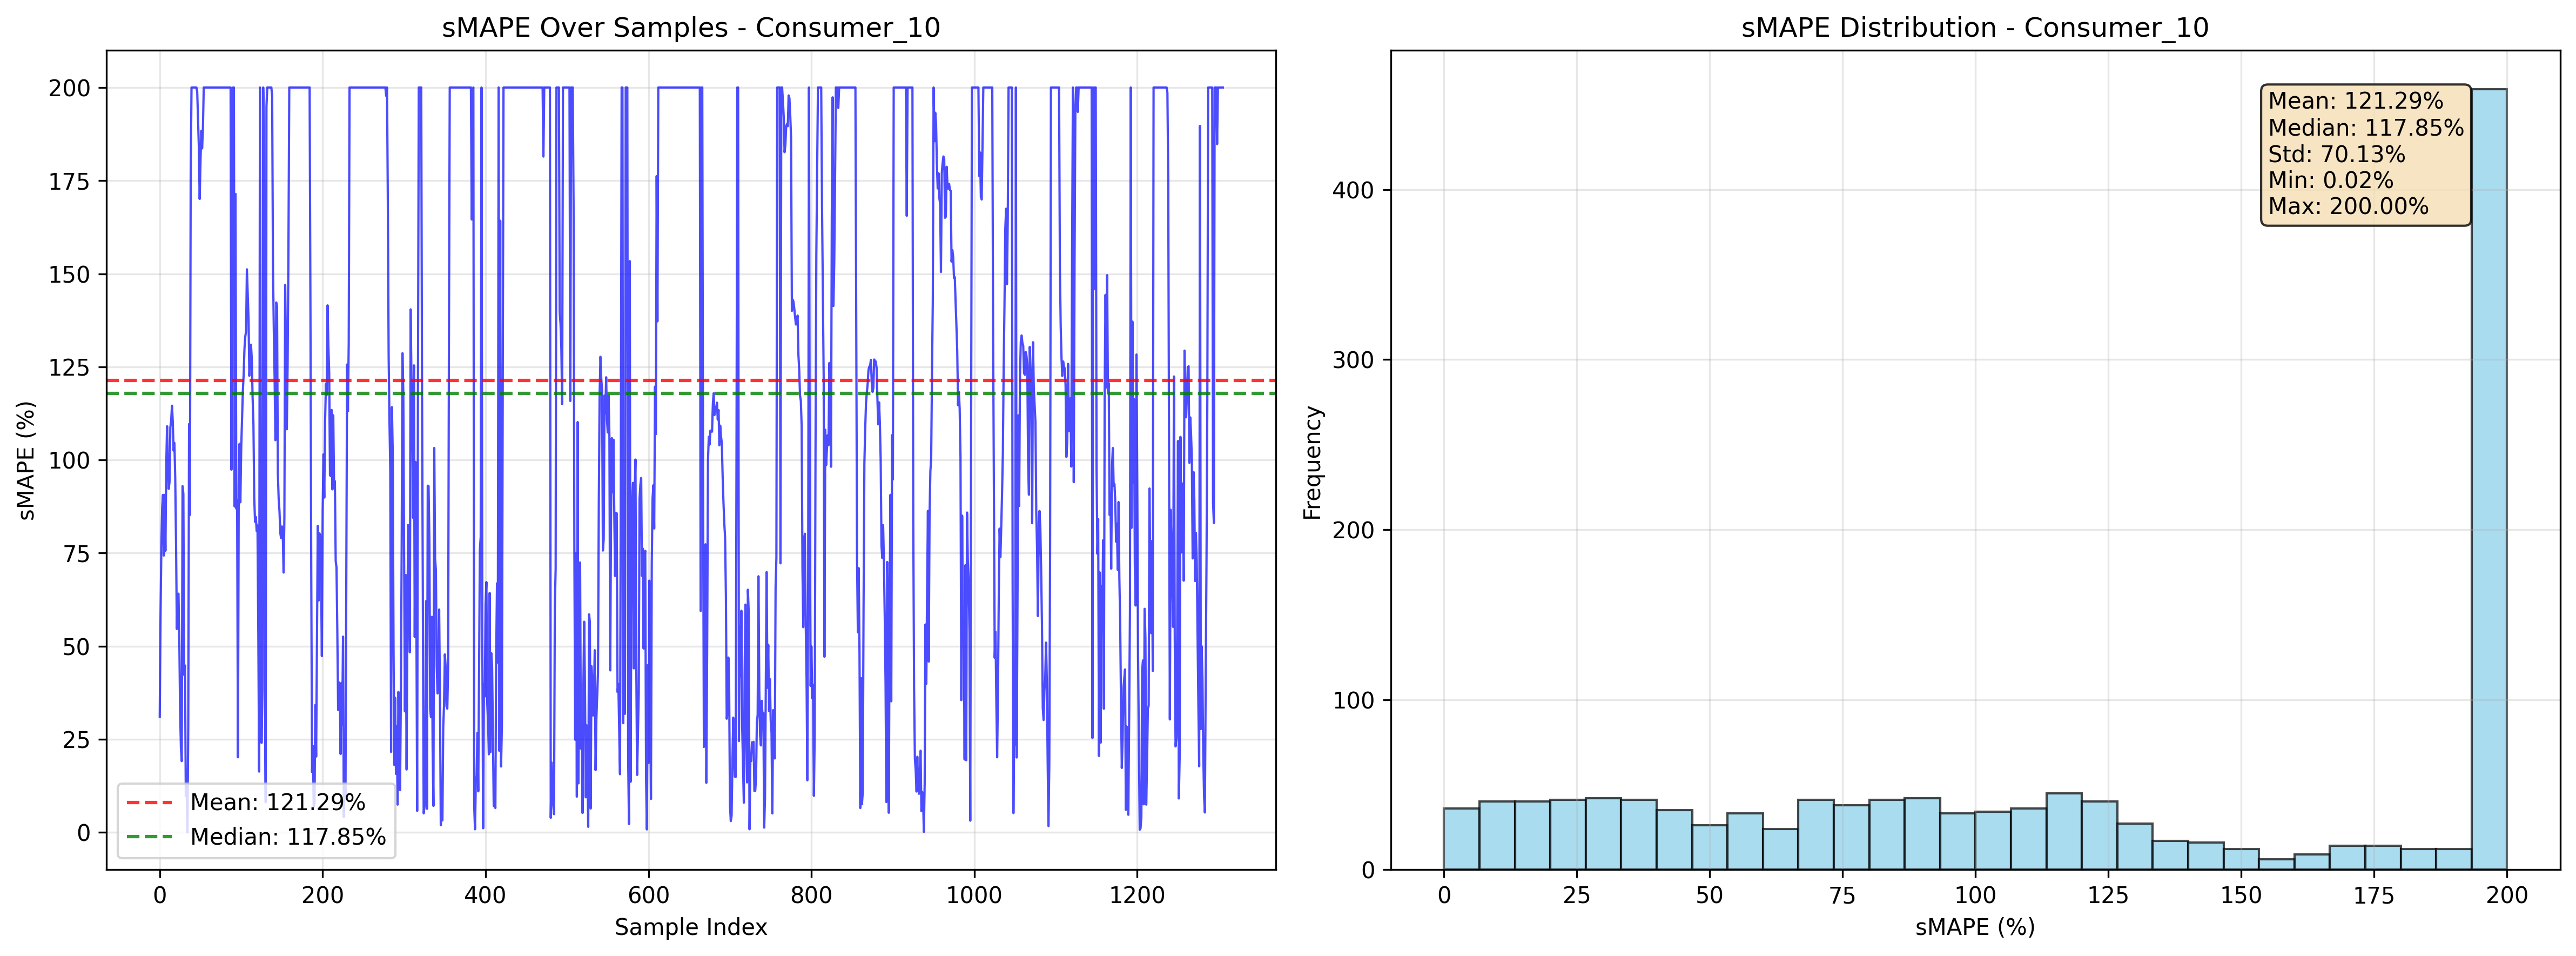 sMAPE Over Samples - Consumer_10
sMAPE (%)
200
175
150
125
100
75
50
25
0
Mean: 121.29%
Median: 117.85%
0 200 400 600 800 1000 1200
Sample Index
sMAPE Distribution - Consumer_10
Frequency
400
300
200
100
0
Mean: 121.29%
Median: 117.85%
Std: 70.13%
Min: 0.02%
Max: 200.00%
0 25 50 75 100 125 150 175 200
sMAPE (%)